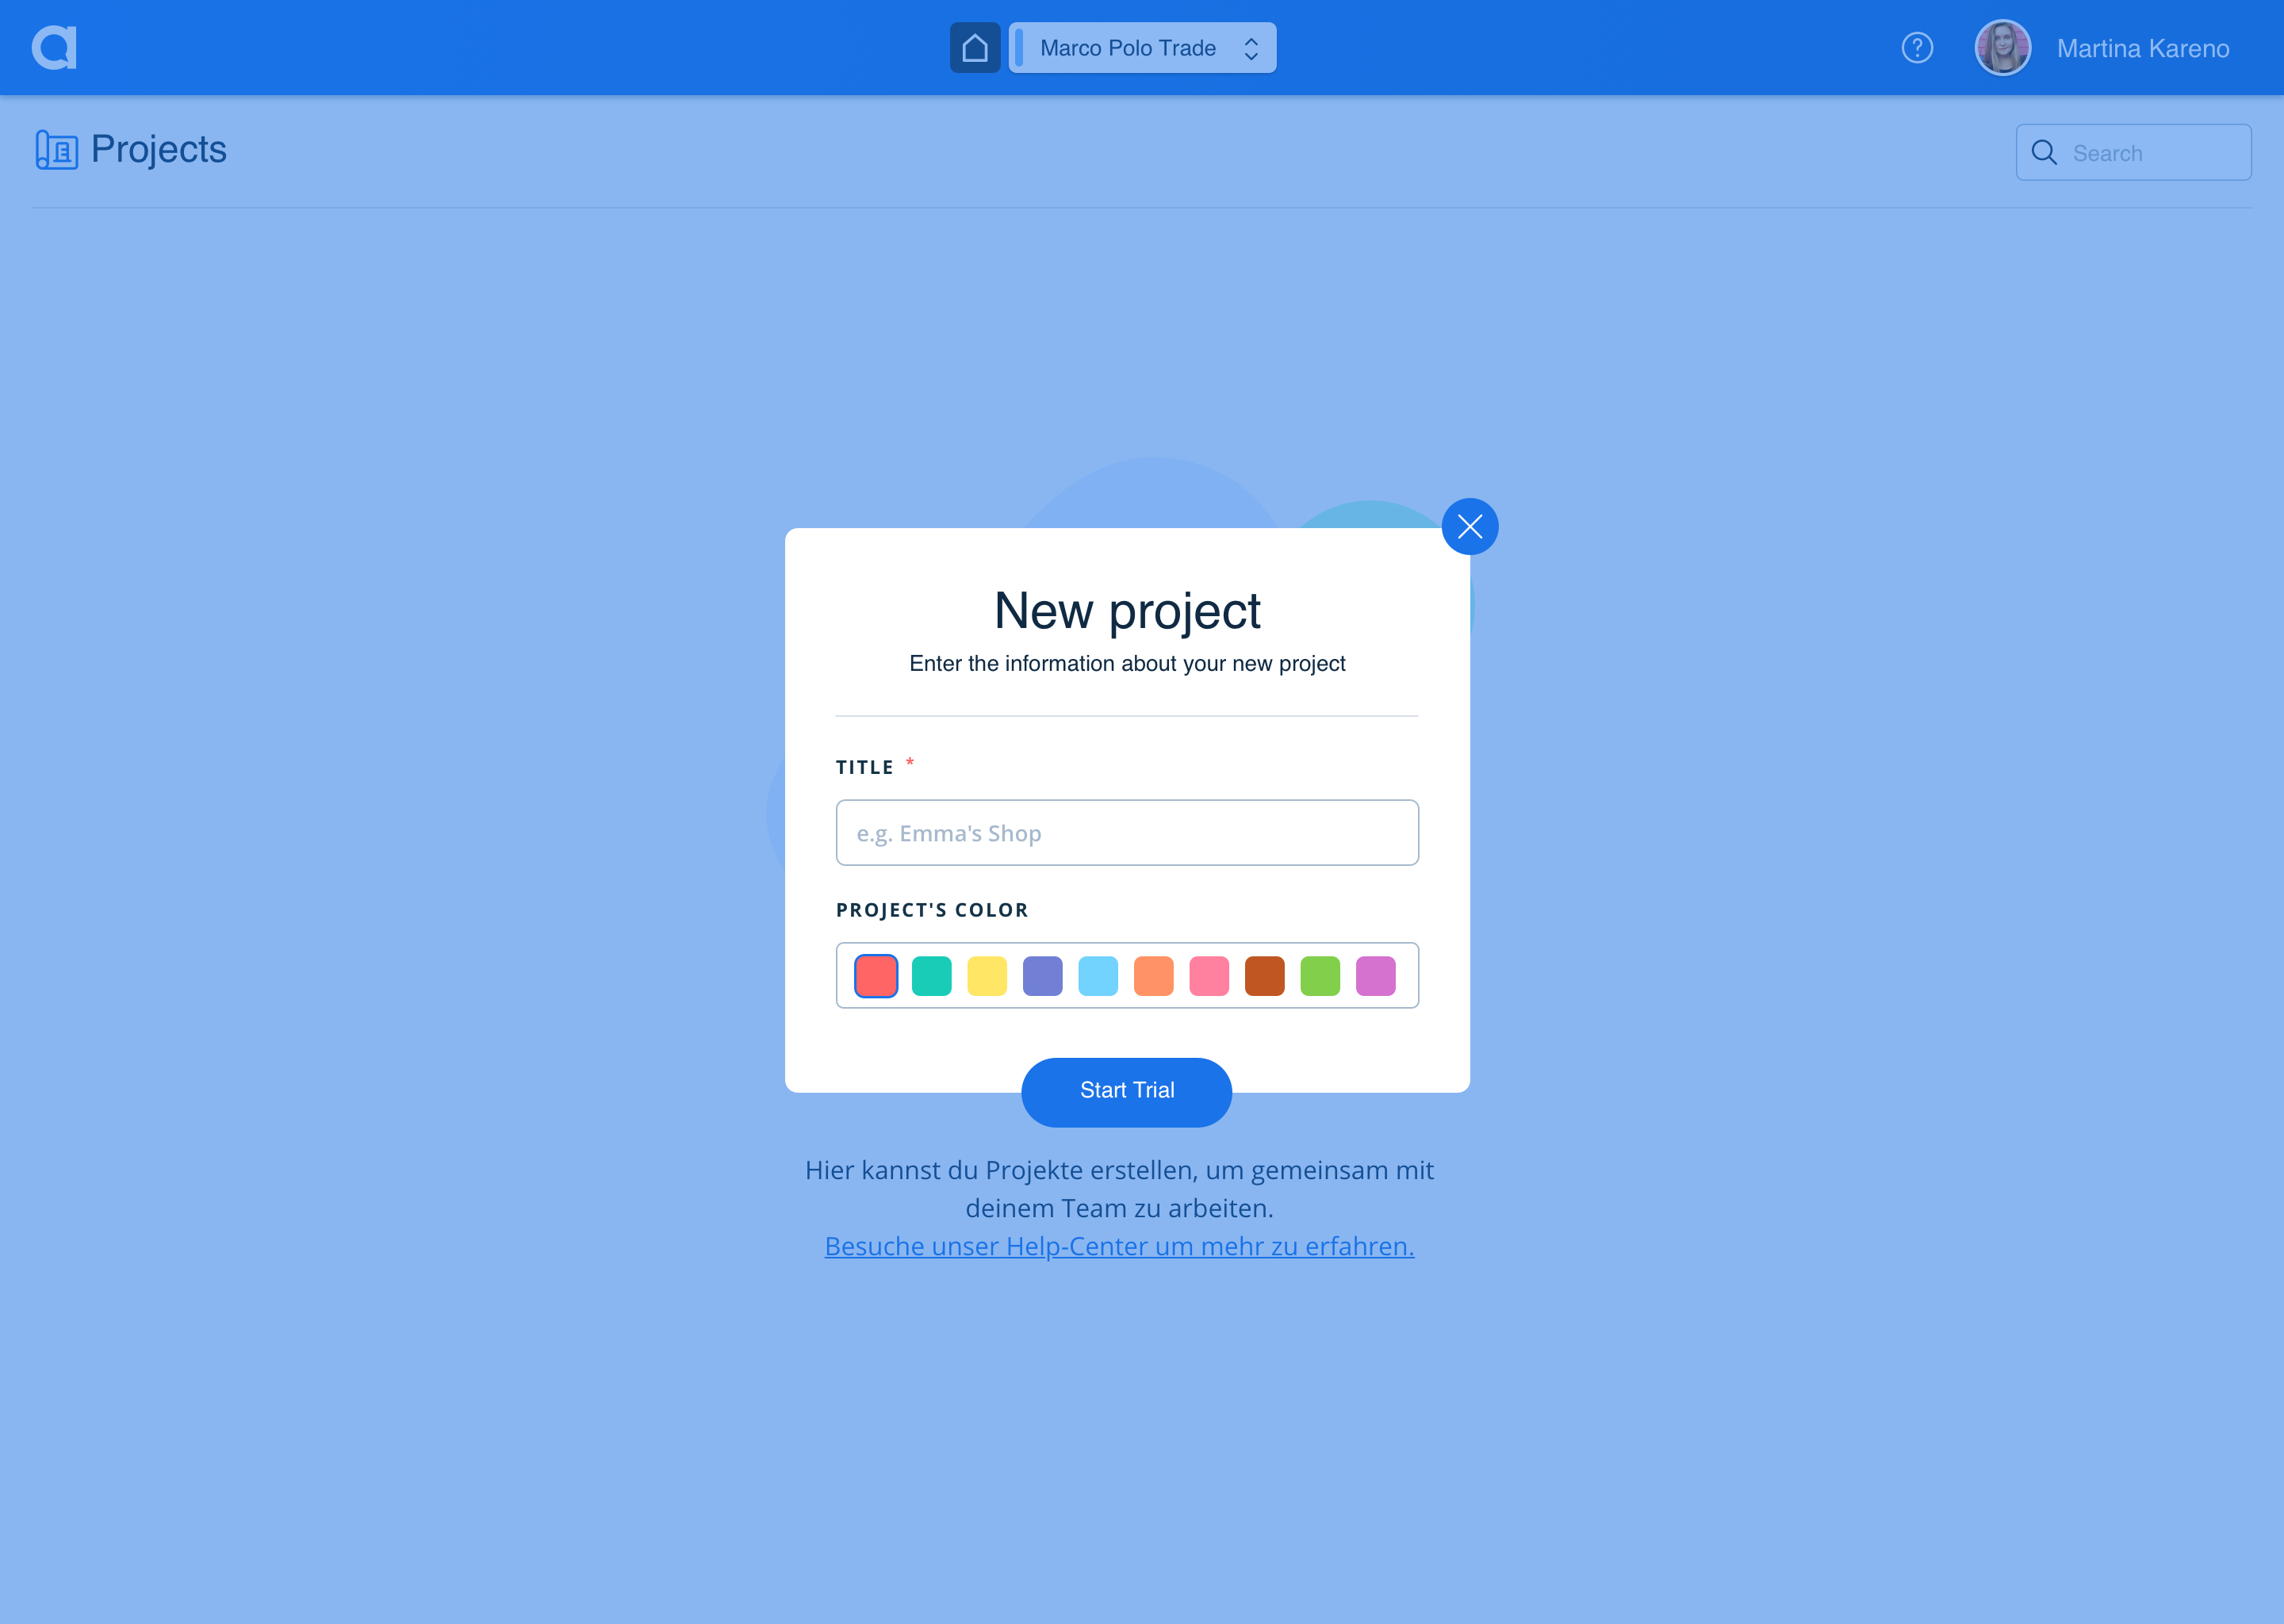 Marco Polo Trade
Martina Kareno
Projects
Search
New project
Enter the information about your new project
TITLE *
e.g. Emma's Shop
PROJECT'S COLOR
Start Trial
Hier kannst du Projekte erstellen, um gemeinsam mit
deinem Team zu arbeiten.
Besuche unser Help-Center um mehr zu erfahren.